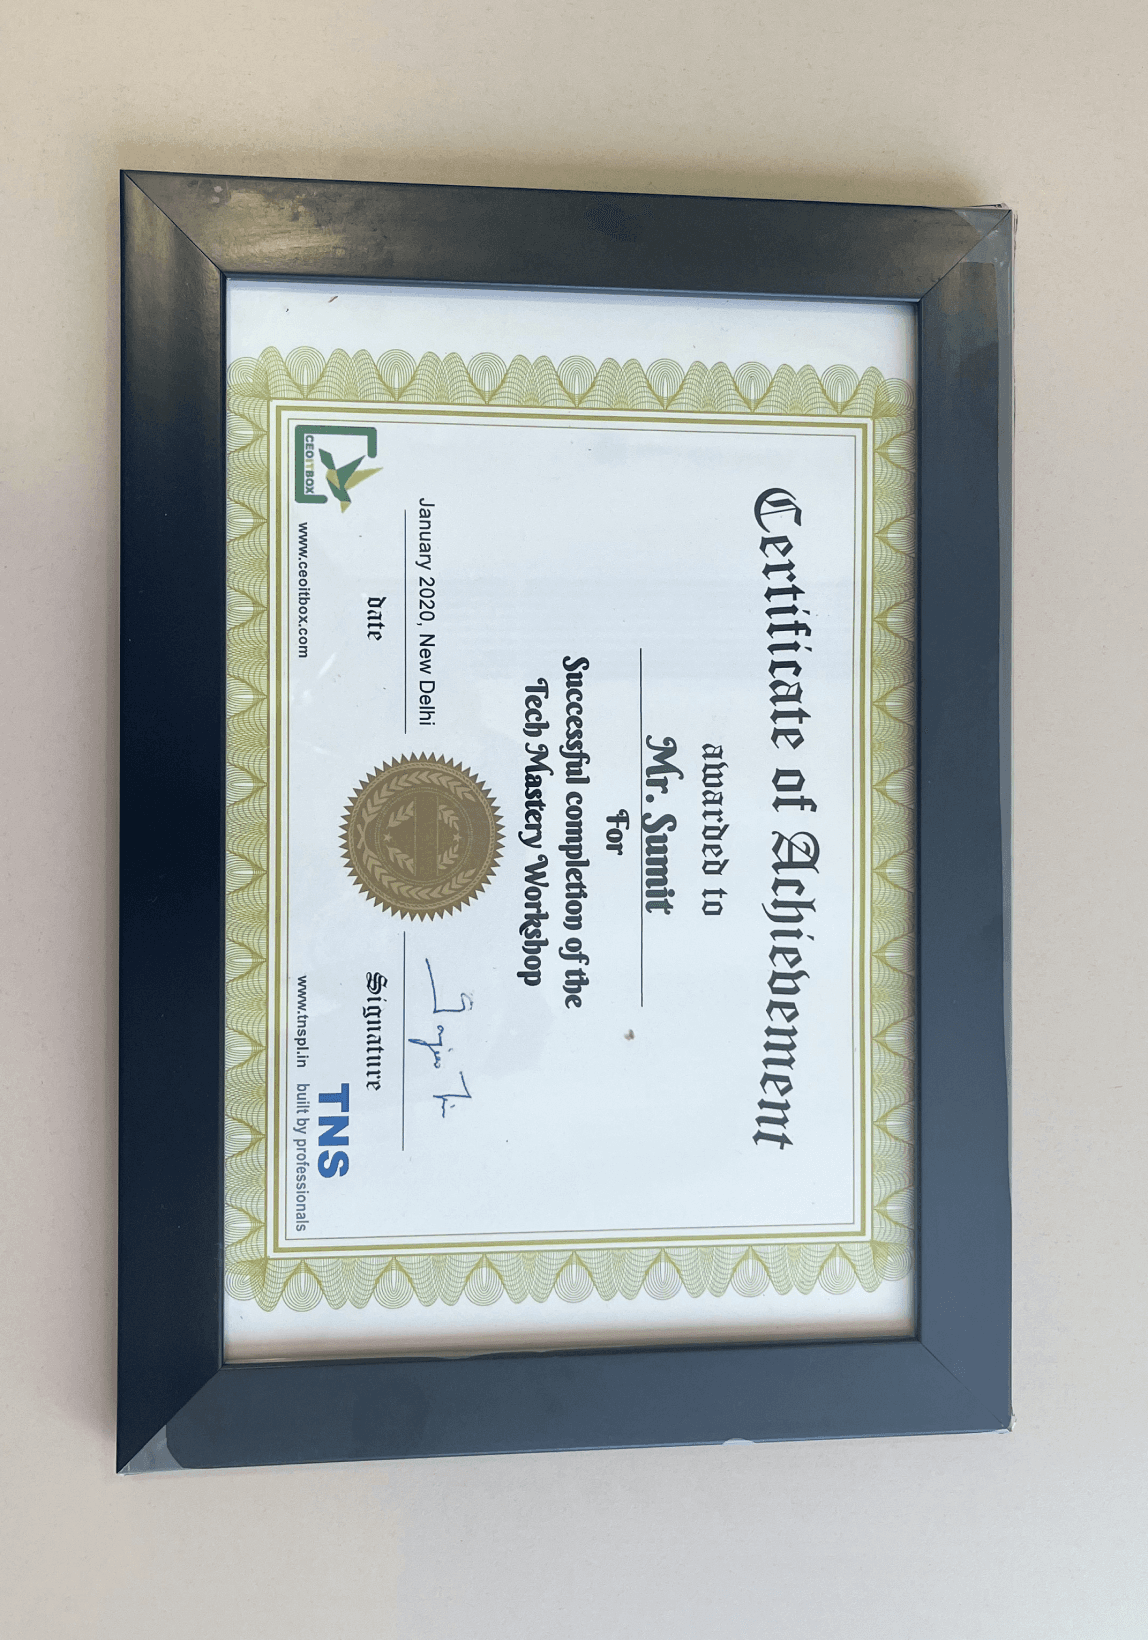 Certificate of Achievement
awarded to
Mr. Sumit
For
Successful completion of the
Tech Mastery Workshop
January 2020, New Delhi
date
Signature
CEOITBOX
www.ceoitbox.com
TNS
www.tnspl.in built by professionals